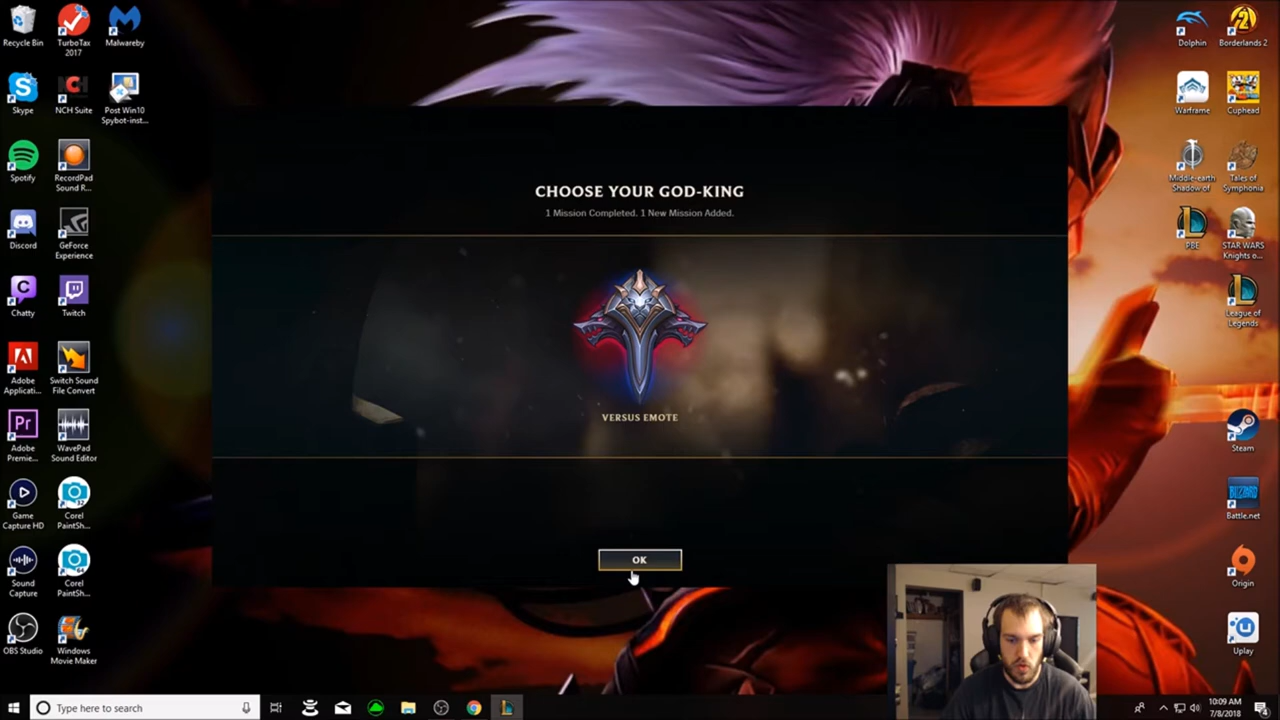 Recycle Bin
TurboTax
2017
Malwareby
Skype
NCH Suite
Post Win10
Spybot-inst...
Spotify
RecordPad
Sound R...
Discord
GeForce
Experience
Chatty
Twitch
Adobe
Applicati...
Switch Sound
File Convert
Pr
Adobe
Premie...
WavePad
Sound Editor
Game
Capture HD
Corel
PaintSh...
Sound
Capture
Corel
PaintSh...
OBS Studio
Windows
Movie Maker
CHOOSE YOUR GOD-KING
1 Mission Completed. 1 New Mission Added.
VERSUS EMOTE
OK
Dolphin
Borderlands 2
Warframe
Cuphead
Middle-earth
Shadow of
Tales of
Symphonia
PBE
STAR WARS
Knights o...
League of
Legends
Steam
BLIZZARD
Battle.net
Origin
Uplay
Type here to search
10:09 AM
7/8/2018